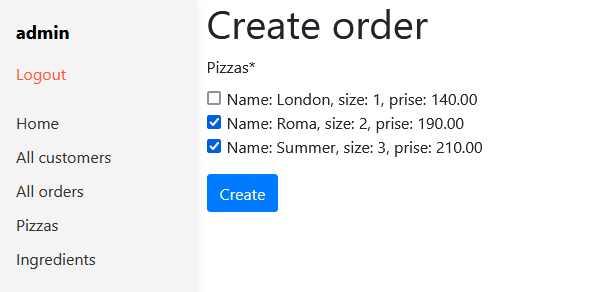 admin
Logout
Home
All customers
All orders
Pizzas
Ingredients
Create order
Pizzas*
Name: London, size: 1, prise: 140.00
Name: Roma, size: 2, prise: 190.00
Name: Summer, size: 3, prise: 210.00
Create